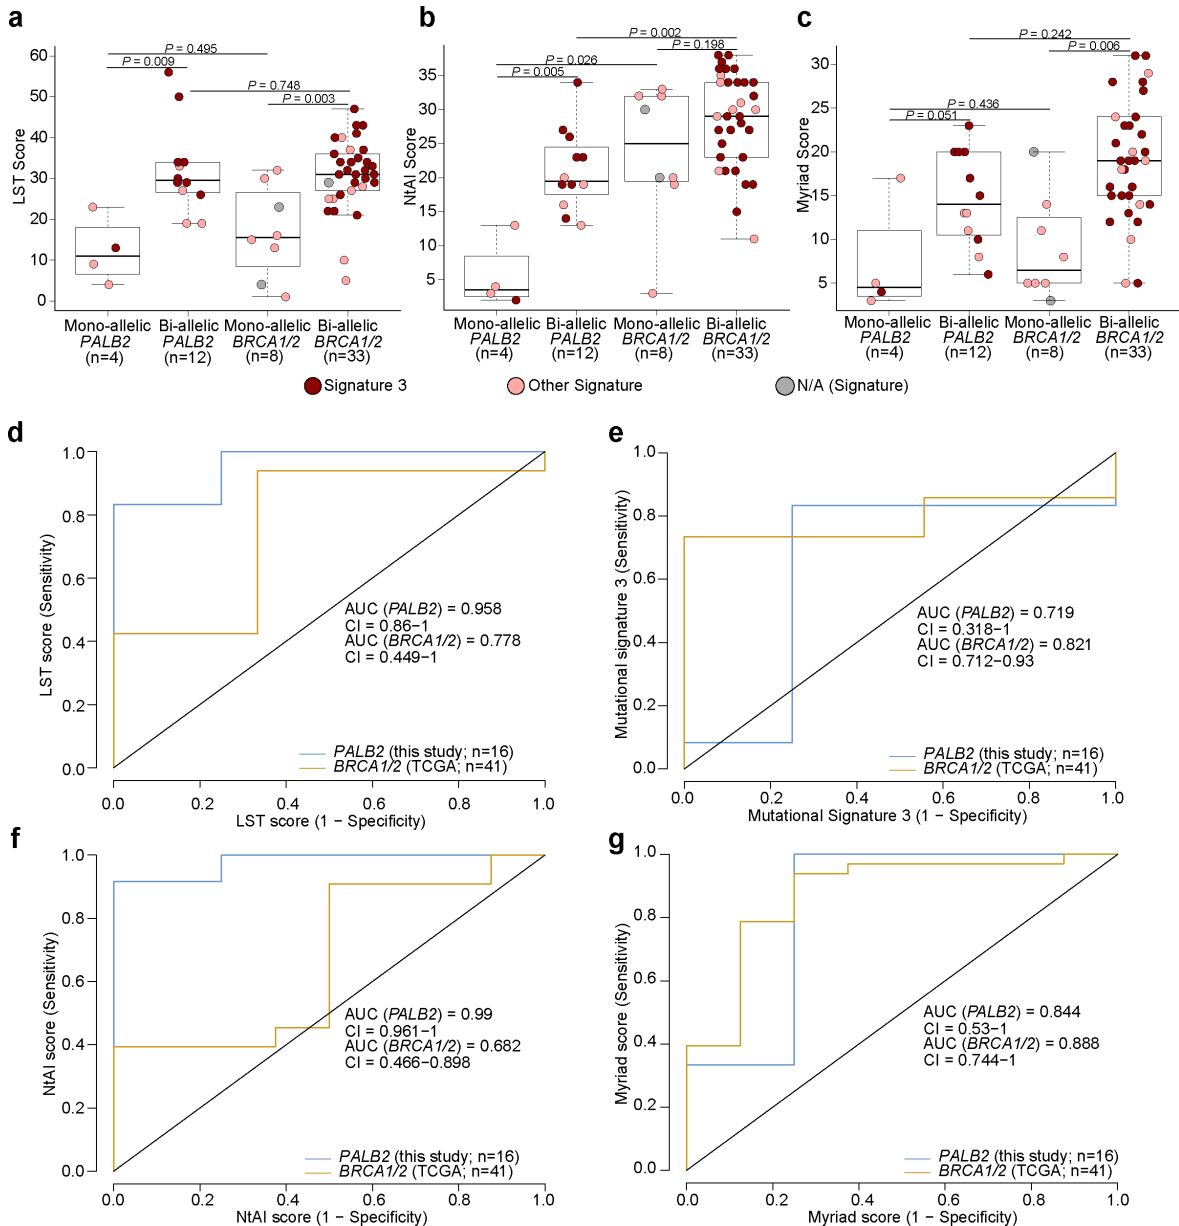 a
P = 0.495
P = 0.009
P = 0.748
P = 0.003
LST Score
60
50
40
30
20
10
0
Mono-allelic
PALB2
(n=4)
Bi-allelic
PALB2
(n=12)
Mono-allelic
BRCA1/2
(n=8)
Bi-allelic
BRCA1/2
(n=33)
b
P = 0.002
P = 0.198
P = 0.026
P = 0.005
NtAI Score
35
30
25
20
15
10
5
Mono-allelic
PALB2
(n=4)
Bi-allelic
PALB2
(n=12)
Mono-allelic
BRCA1/2
(n=8)
Bi-allelic
BRCA1/2
(n=33)
c
P = 0.242
P = 0.006
P = 0.436
P = 0.051
Myriad Score
30
25
20
15
10
5
Mono-allelic
PALB2
(n=4)
Bi-allelic
PALB2
(n=12)
Mono-allelic
BRCA1/2
(n=8)
Bi-allelic
BRCA1/2
(n=33)
Signature 3
Other Signature
N/A (Signature)
d
LST score (Sensitivity)
1.0
0.8
0.6
0.4
0.2
0.0
AUC (PALB2) = 0.958
CI = 0.86−1
AUC (BRCA1/2) = 0.778
CI = 0.449−1
PALB2 (this study; n=16)
BRCA1/2 (TCGA; n=41)
0.0 0.2 0.4 0.6 0.8 1.0
LST score (1 − Specificity)
e
Mutational signature 3 (Sensitivity)
1.0
0.8
0.6
0.4
0.2
0.0
AUC (PALB2) = 0.719
CI = 0.318−1
AUC (BRCA1/2) = 0.821
CI = 0.712−0.93
PALB2 (this study; n=16)
BRCA1/2 (TCGA; n=41)
0.0 0.2 0.4 0.6 0.8 1.0
Mutational Signature 3 (1 − Specificity)
f
NtAI score (Sensitivity)
1.0
0.8
0.6
0.4
0.2
0.0
AUC (PALB2) = 0.99
CI = 0.961−1
AUC (BRCA1/2) = 0.682
CI = 0.466−0.898
PALB2 (this study; n=16)
BRCA1/2 (TCGA; n=41)
0.0 0.2 0.4 0.6 0.8 1.0
NtAI score (1 − Specificity)
g
Myriad score (Sensitivity)
1.0
0.8
0.6
0.4
0.2
0.0
AUC (PALB2) = 0.844
CI = 0.53−1
AUC (BRCA1/2) = 0.888
CI = 0.744−1
PALB2 (this study; n=16)
BRCA1/2 (TCGA; n=41)
0.0 0.2 0.4 0.6 0.8 1.0
Myriad score (1 − Specificity)